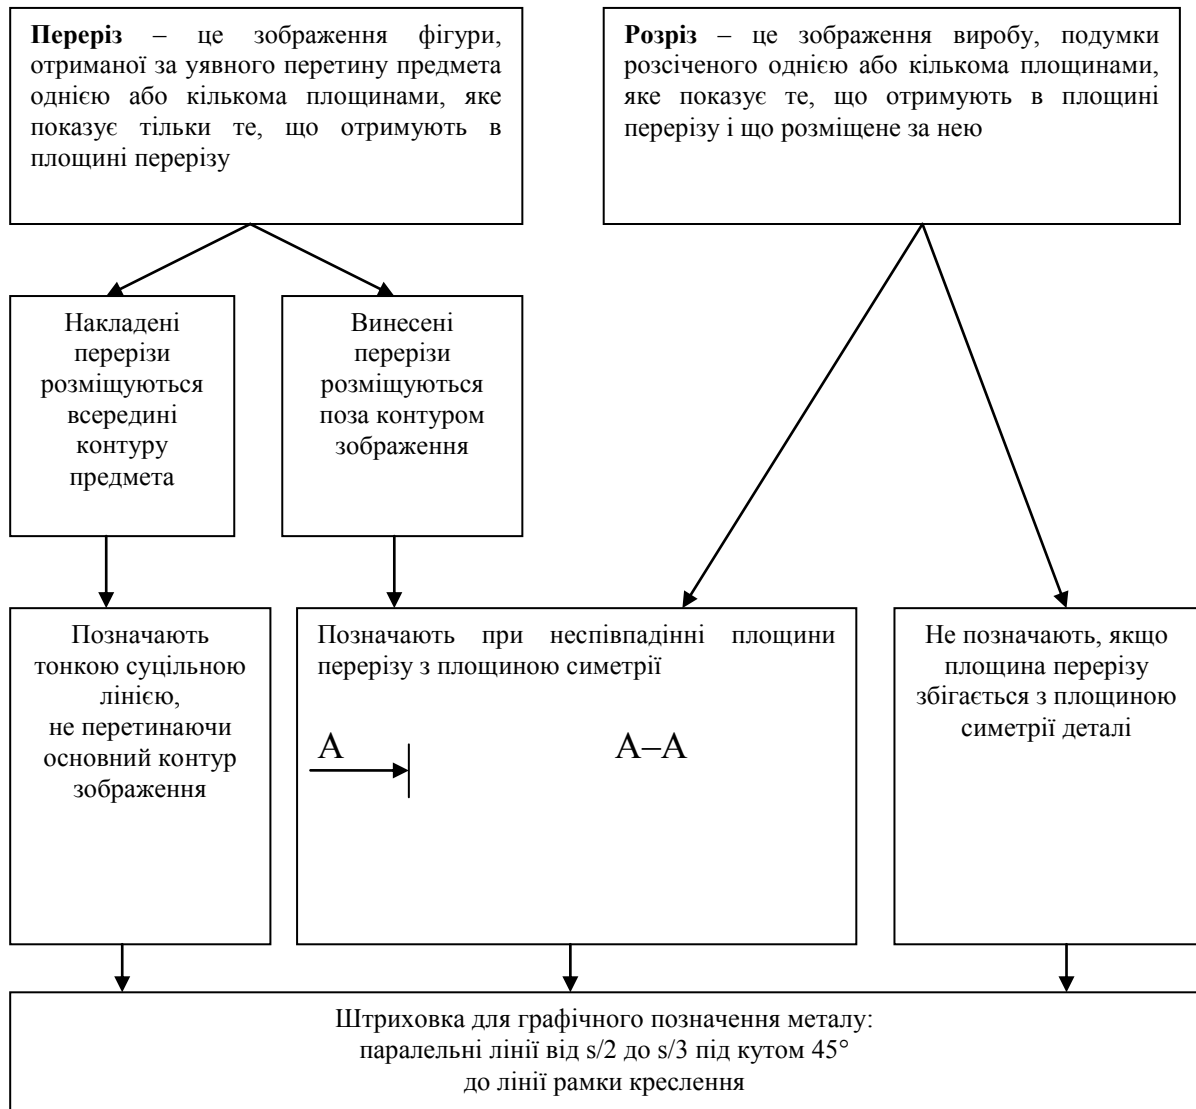 Переріз – це зображення фігури,
отриманої за уявного перетину предмета
однією або кількома площинами, яке
показує тільки те, що отримують в
площині перерізу
Розріз – це зображення виробу, подумки
розсіченого однією або кількома площинами,
яке показує те, що отримують в площині
перерізу і що розміщене за нею
Накладені
перерізи
розміщуються
всередині
контуру
предмета
Винесені
перерізи
розміщуються
поза контуром
зображення
Позначають
тонкою суцільною
лінією,
не перетинаючи
основний контур
зображення
Позначають при неспівпадінні площини
перерізу з площиною симетрії
А
А–А
Не позначають, якщо
площина перерізу
збігається з площиною
симетрії деталі
Штриховка для графічного позначення металу:
паралельні лінії від s/2 до s/3 під кутом 45°
до лінії рамки креслення